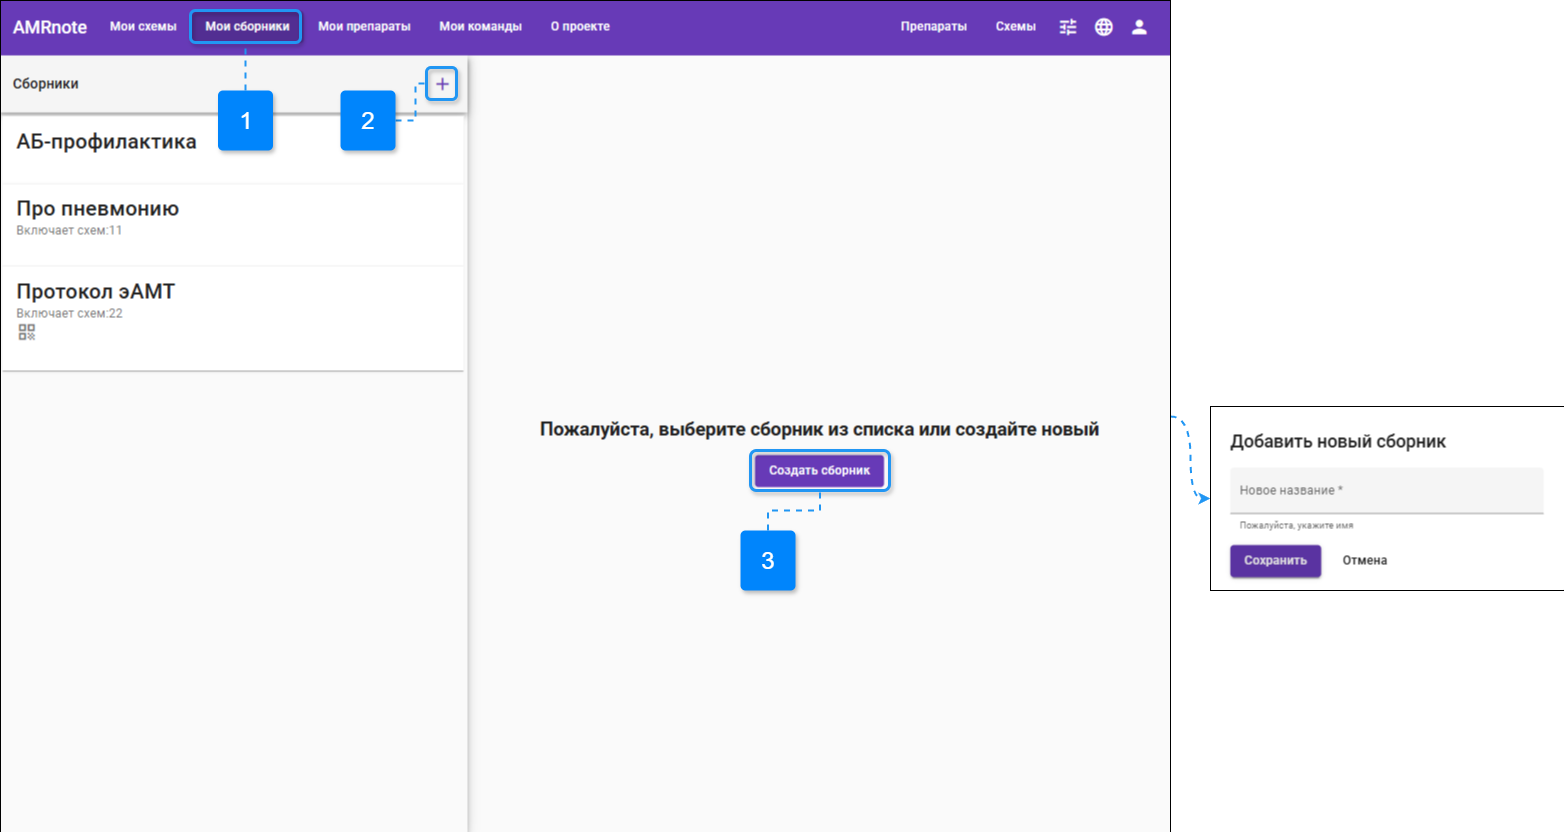 AMRnote Мои схемы Мои сборники Мои препараты Мои команды О проекте Препараты Схемы
Сборники +
1
2
АБ-профилактика
Про пневмонию
Включает схем:11
Протокол эАМТ
Включает схем:22
Пожалуйста, выберите сборник из списка или создайте новый
Создать сборник
3
Добавить новый сборник
Новое название *
Пожалуйста, укажите имя
Сохранить Отмена